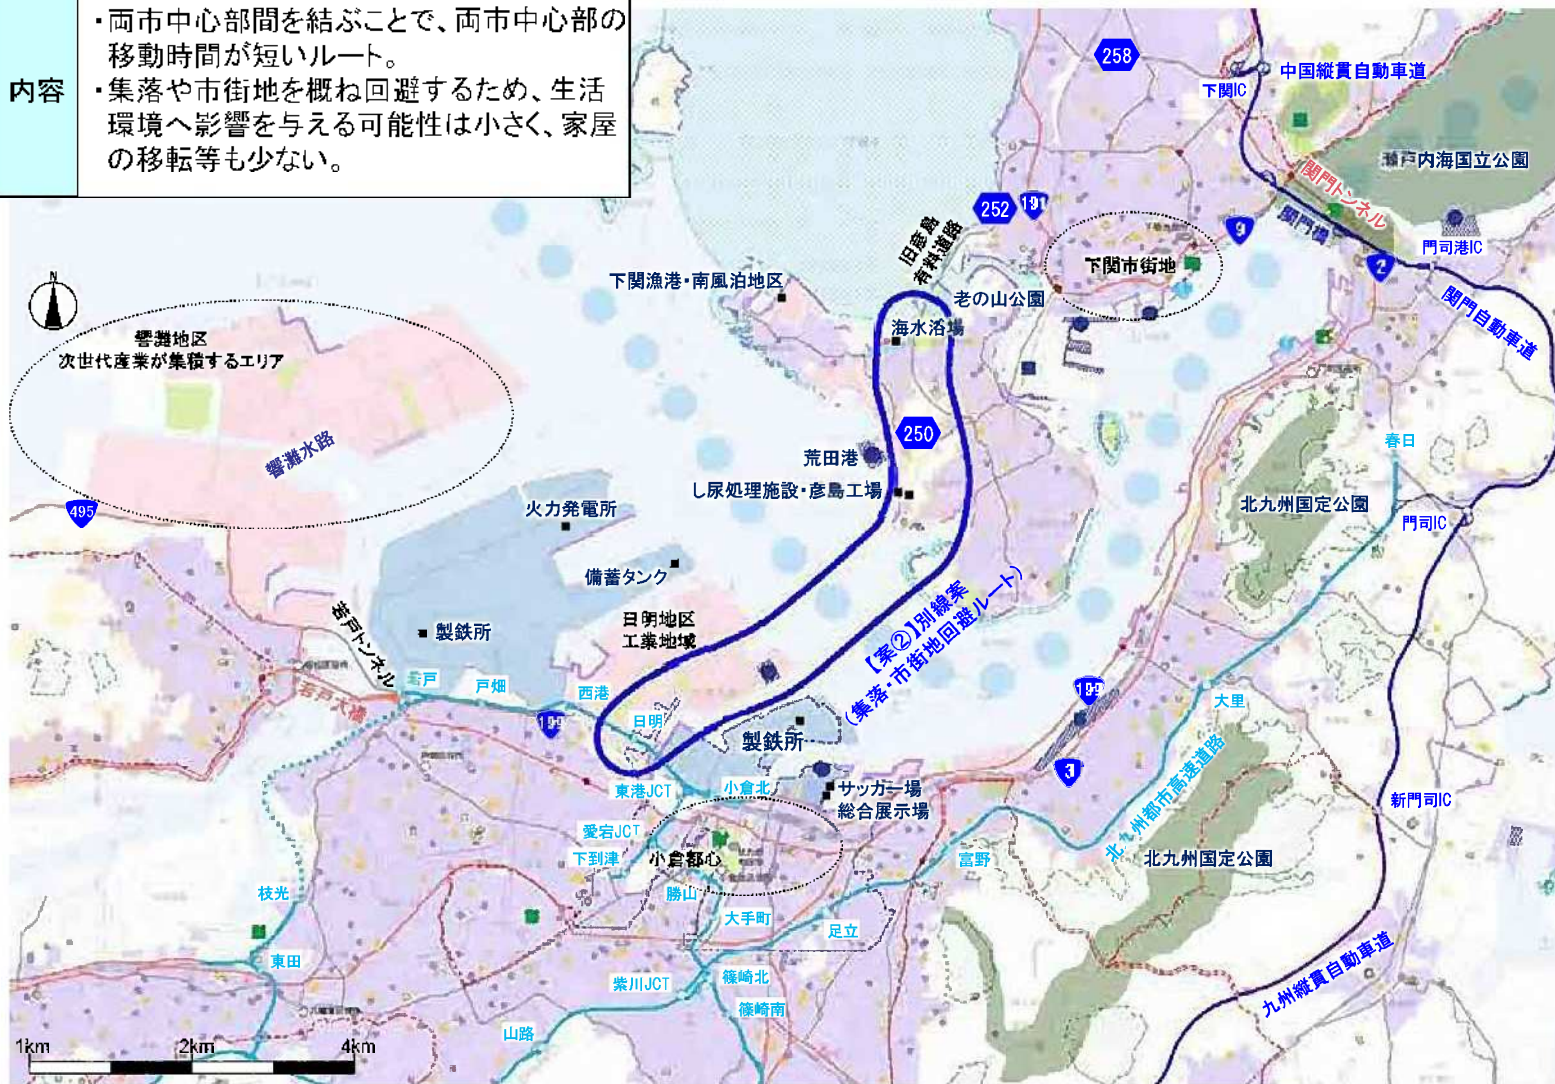 内容
・両市中心部間を結ぶことで、両市中心部の
移動時間が短いルート。
・集落や市街地を概ね回避するため、生活
環境へ影響を与える可能性は小さく、家屋
の移転等も少ない。
258
中国縦貫自動車道
下関IC
瀬戸内海国立公園
関門トンネル
関門橋
門司港IC
252
191
9
2
旧彦島
有料道路
下関市街地
関門自動車道
N
下関漁港・南風泊地区
老の山公園
海水浴場
響灘地区
次世代産業が集積するエリア
響灘水路
250
荒田港
し尿処理施設・彦島工場
春日
北九州国定公園
門司IC
495
火力発電所
備蓄タンク
日明地区
工業地域
製鉄所
若戸トンネル
若戸大橋
若戸
戸畑
西港
199
日明
【案②】別線案
(集落・市街地回避ルート)
199
大里
製鉄所
3
東港JCT
小倉北
サッカー場
総合展示場
北九州都市高速道路
新門司IC
愛宕JCT
下到津
小倉都心
富野
北九州国定公園
枝光
勝山
大手町
足立
東田
紫川JCT
篠崎北
篠崎南
山路
九州縦貫自動車道
1km
2km
4km